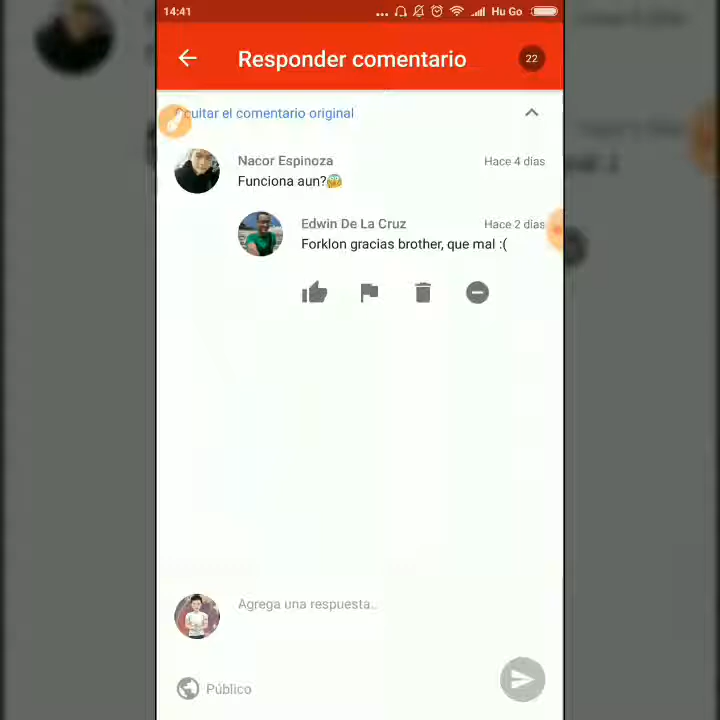 14:41
Hu Go
Responder comentario
22
Ocultar el comentario original
Nacor Espinoza
Hace 4 días
Funciona aun?
Edwin De La Cruz
Hace 2 días
Forklon gracias brother, que mal :(
Agrega una respuesta...
Público